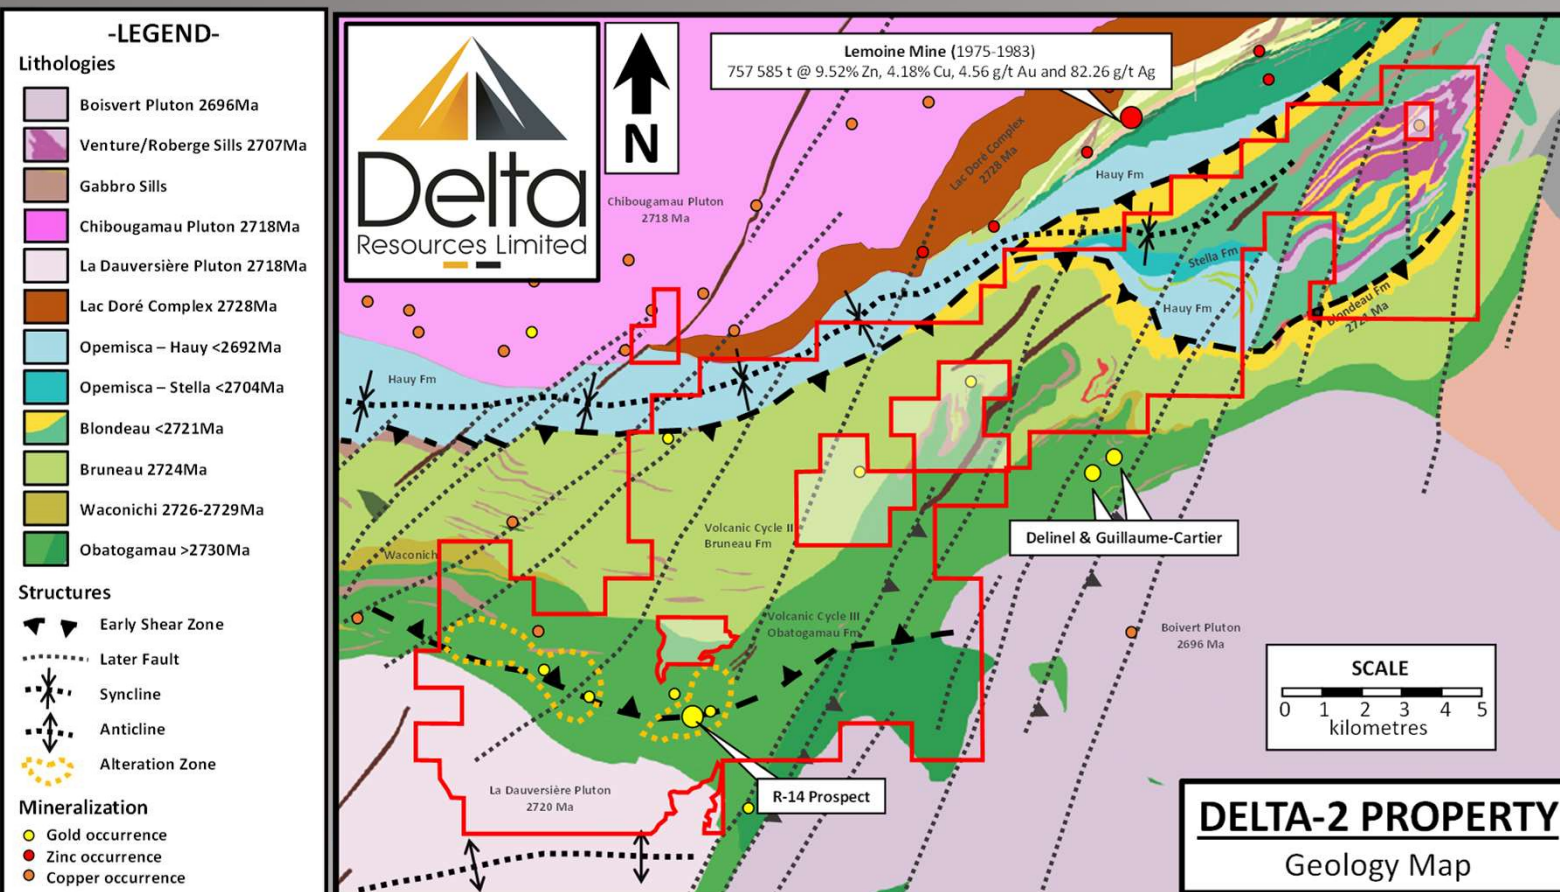 -LEGEND-
Lithologies
Boisvert Pluton 2696Ma
Venture/Roberge Sills 2707Ma
Gabbro Sills
Chibougamau Pluton 2718Ma
La Dauversière Pluton 2718Ma
Lac Doré Complex 2728Ma
Opemisca – Hauy <2692Ma
Opemisca – Stella <2704Ma
Blondeau <2721Ma
Bruneau 2724Ma
Waconichi 2726-2729Ma
Obatogamau >2730Ma
Structures
Early Shear Zone
Later Fault
Syncline
Anticline
Alteration Zone
Mineralization
Gold occurrence
Zinc occurrence
Copper occurrence
Delta
Resources Limited
N
Lemoine Mine (1975-1983)
757 585 t @ 9.52% Zn, 4.18% Cu, 4.56 g/t Au and 82.26 g/t Ag
Chibougamau Pluton
2718 Ma
Lac Doré Complex
2728 Ma
Hauy Fm
Stella Fm
Hauy Fm
Blondeau Fm
2721 Ma
Hauy Fm
Volcanic Cycle II
Bruneau Fm
Waconich
Delinel & Guillaume-Cartier
Volcanic Cycle III
Obatogamau Fm
Boivert Pluton
2696 Ma
La Dauversière Pluton
2720 Ma
R-14 Prospect
SCALE
0 1 2 3 4 5
kilometres
DELTA-2 PROPERTY
Geology Map